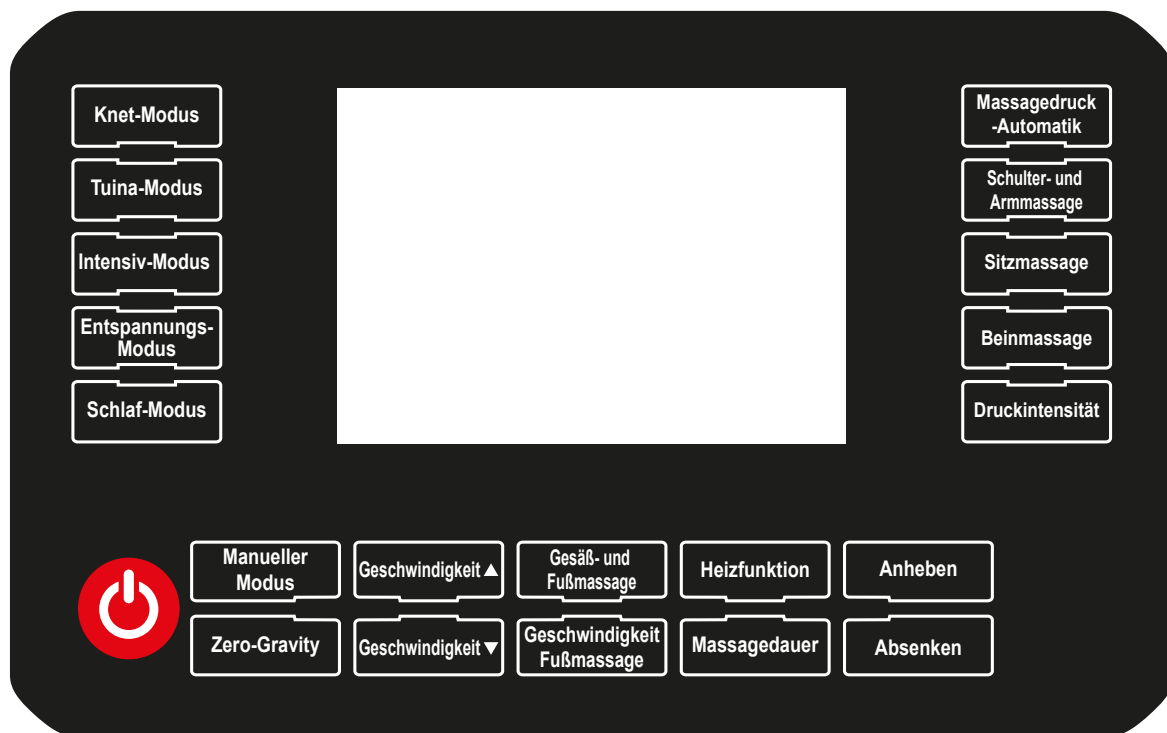 Knet-Modus
Tuina-Modus
Intensiv-Modus
Entspannungs-
Modus
Schlaf-Modus
Massagedruck
-Automatik
Schulter- und
Armmassage
Sitzmassage
Beinmassage
Druckintensität
Manueller
Modus
Geschwindigkeit ▲
Gesäß- und
Fußmassage
Heizfunktion
Anheben
Zero-Gravity
Geschwindigkeit ▼
Geschwindigkeit
Fußmassage
Massagedauer
Absenken